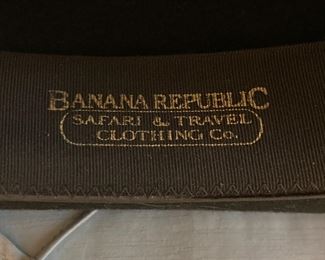 BANANA REPUBLIC
SAFARI & TRAVEL
CLOTHING CO.